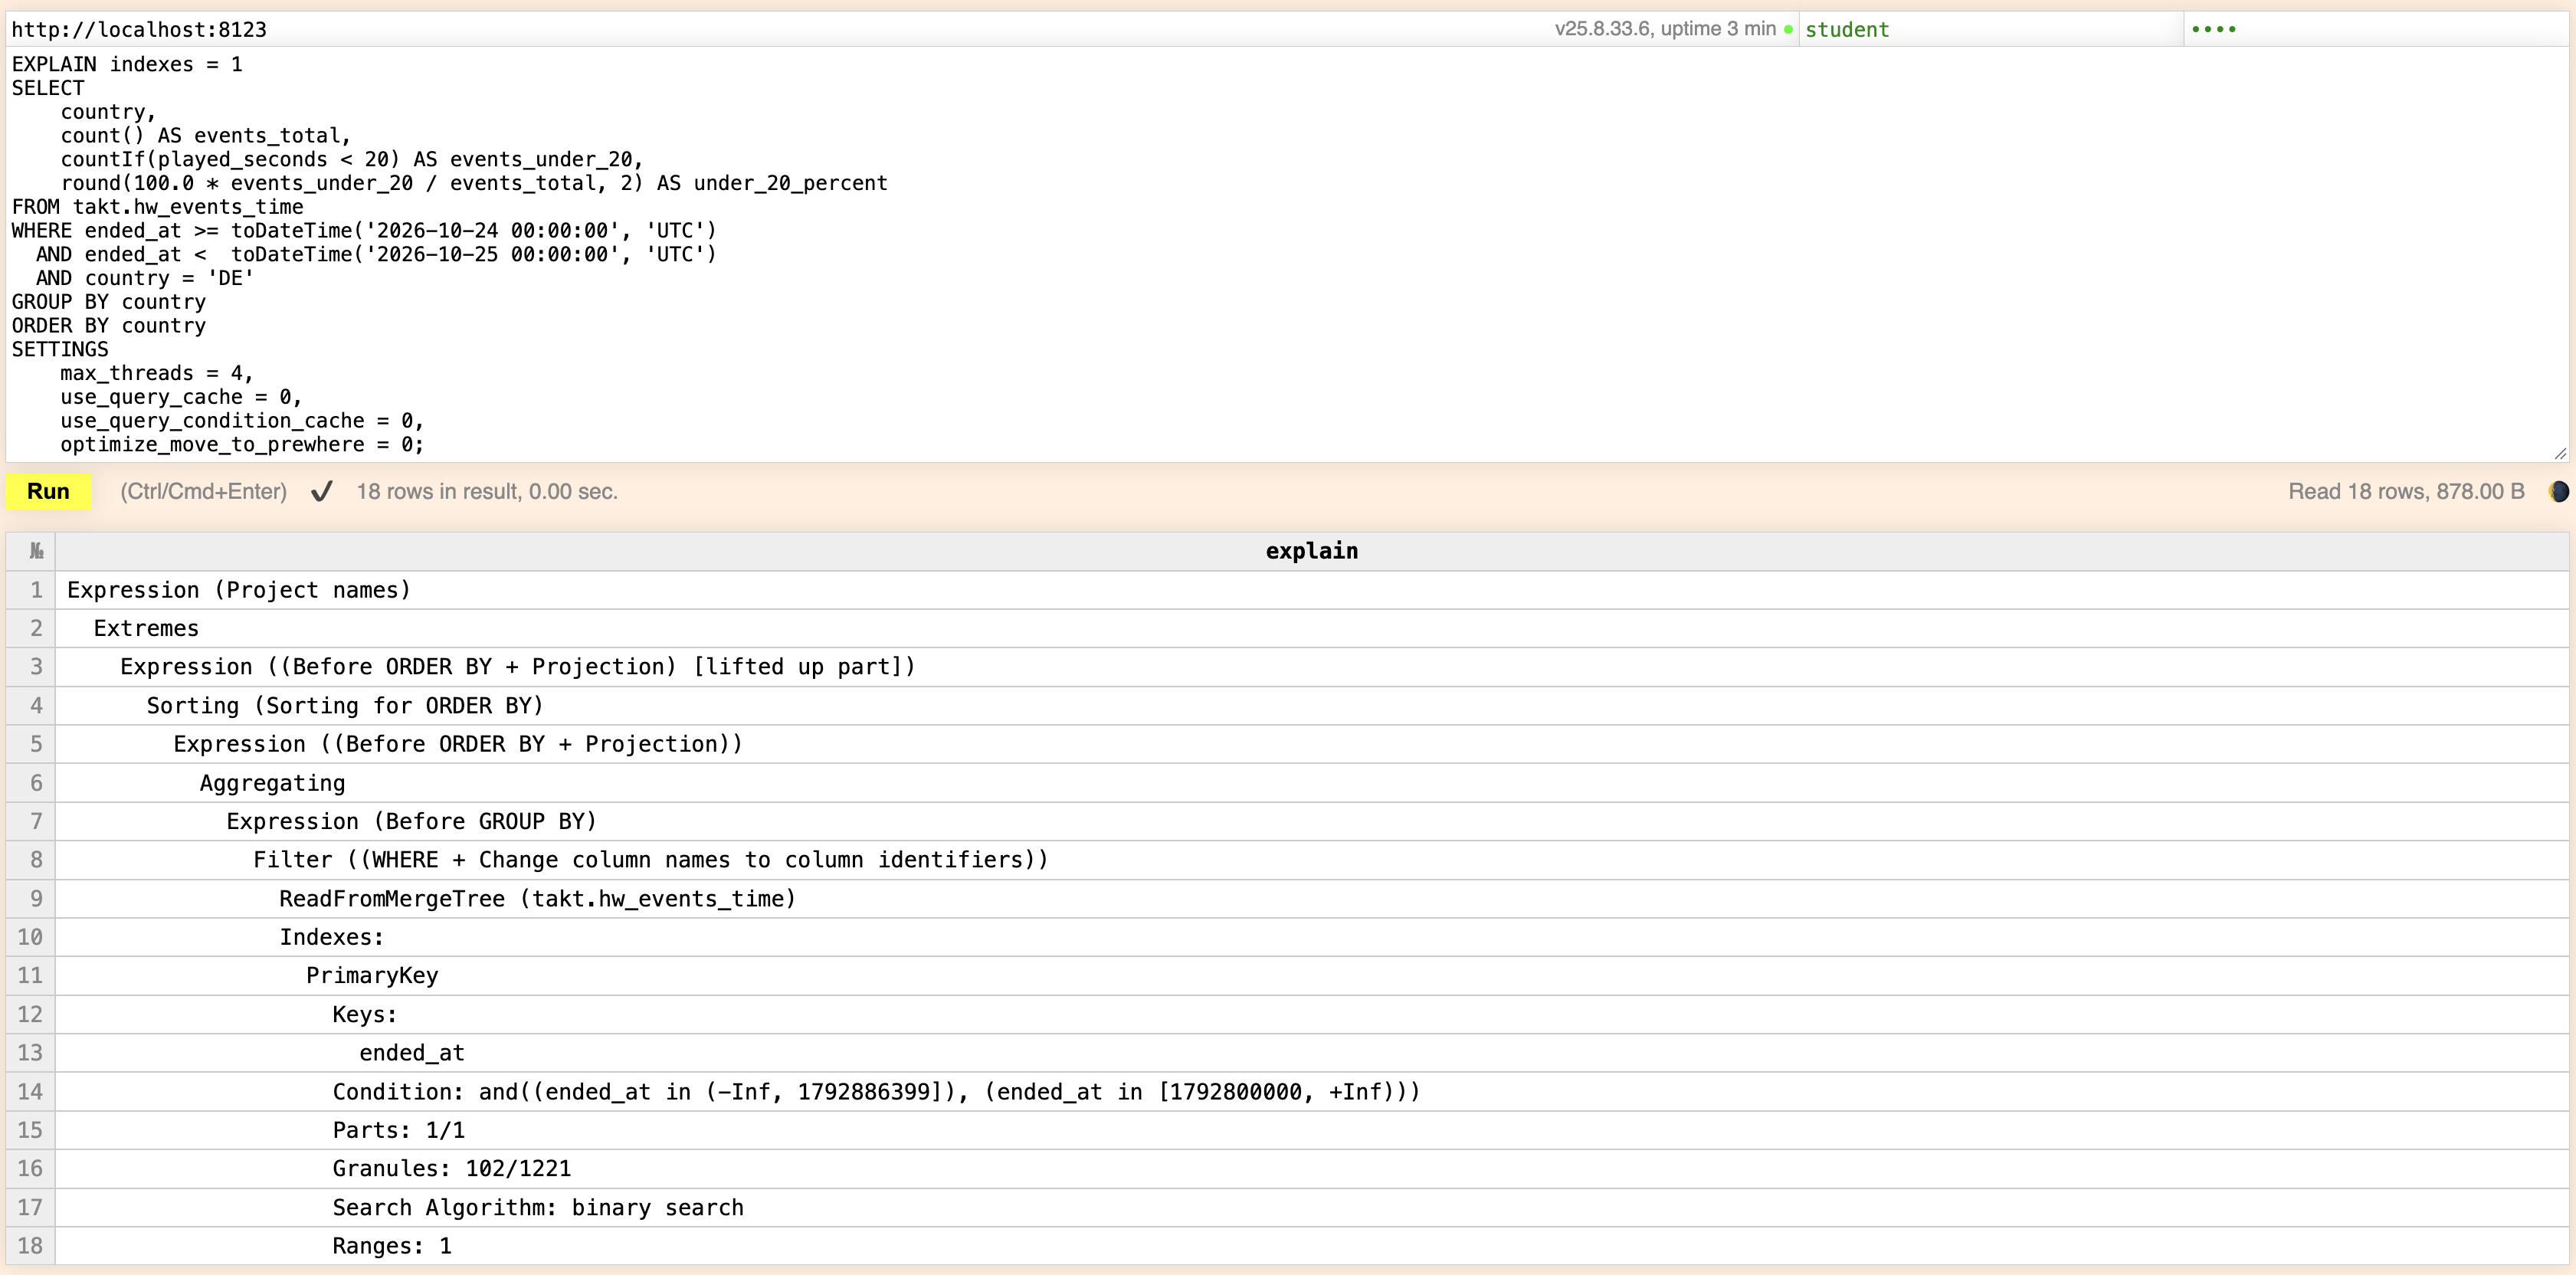 http://localhost:8123
v25.8.33.6, uptime 3 min
student
••••
EXPLAIN indexes = 1
SELECT
    country,
    count() AS events_total,
    countIf(played_seconds < 20) AS events_under_20,
    round(100.0 * events_under_20 / events_total, 2) AS under_20_percent
FROM takt.hw_events_time
WHERE ended_at >= toDateTime('2026-10-24 00:00:00', 'UTC')
  AND ended_at <  toDateTime('2026-10-25 00:00:00', 'UTC')
  AND country = 'DE'
GROUP BY country
ORDER BY country
SETTINGS
    max_threads = 4,
    use_query_cache = 0,
    use_query_condition_cache = 0,
    optimize_move_to_prewhere = 0;
Run (Ctrl/Cmd+Enter) ✔ 18 rows in result, 0.00 sec.
Read 18 rows, 878.00 B
№ explain
1 Expression (Project names)
2   Extremes
3     Expression ((Before ORDER BY + Projection) [lifted up part])
4       Sorting (Sorting for ORDER BY)
5         Expression ((Before ORDER BY + Projection))
6           Aggregating
7             Expression (Before GROUP BY)
8               Filter ((WHERE + Change column names to column identifiers))
9                 ReadFromMergeTree (takt.hw_events_time)
10                 Indexes:
11                   PrimaryKey
12                     Keys:
13                       ended_at
14                     Condition: and((ended_at in (-Inf, 1792886399]), (ended_at in [1792800000, +Inf)))
15                     Parts: 1/1
16                     Granules: 102/1221
17                     Search Algorithm: binary search
18                     Ranges: 1